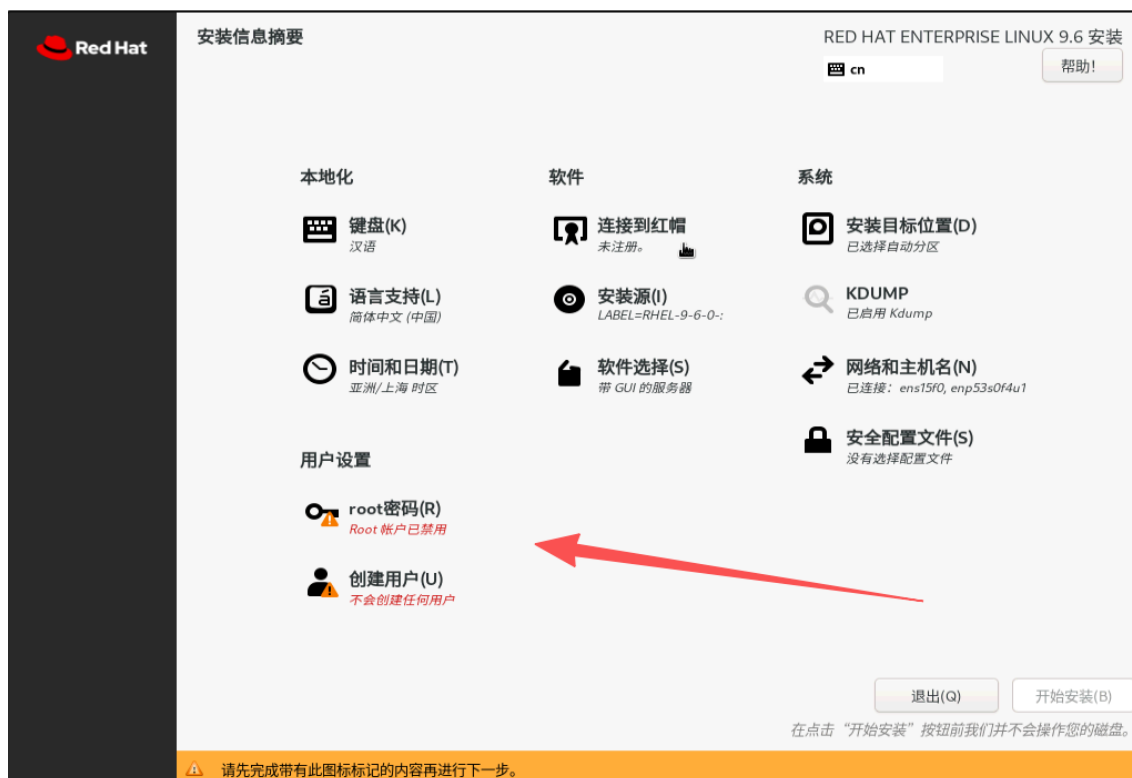 Red Hat
安装信息摘要
RED HAT ENTERPRISE LINUX 9.6 安装
cn
帮助!
本地化
键盘(K)
汉语
语言支持(L)
简体中文 (中国)
时间和日期(T)
亚洲/上海 时区
软件
连接到红帽
未注册。
安装源(I)
LABEL=RHEL-9-6-0-:
软件选择(S)
带 GUI 的服务器
系统
安装目标位置(D)
已选择自动分区
KDUMP
已启用 Kdump
网络和主机名(N)
已连接：ens15f0, enp53s0f4u1
安全配置文件(S)
没有选择配置文件
用户设置
root密码(R)
Root 帐户已禁用
创建用户(U)
不会创建任何用户
退出(Q)
开始安装(B)
在点击“开始安装”按钮前我们并不会操作您的磁盘。
请先完成带有此图标标记的内容再进行下一步。